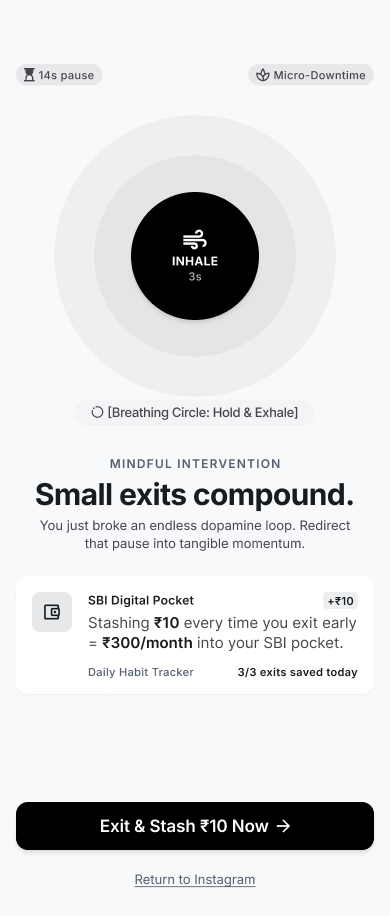 14s pause
Micro-Downtime
INHALE
3s
[Breathing Circle: Hold & Exhale]
MINDFUL INTERVENTION
Small exits compound.
You just broke an endless dopamine loop. Redirect
that pause into tangible momentum.
SBI Digital Pocket
+₹10
Stashing ₹10 every time you exit early
= ₹300/month into your SBI pocket.
Daily Habit Tracker
3/3 exits saved today
Exit & Stash ₹10 Now →
Return to Instagram